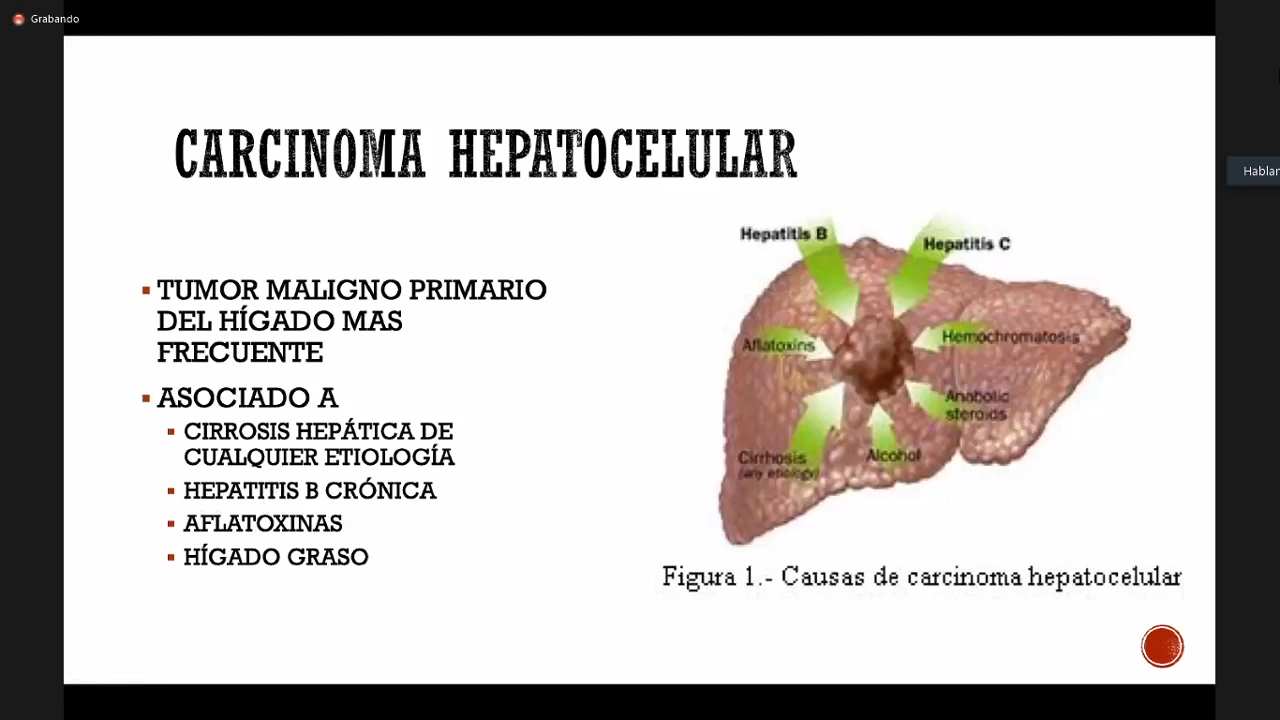 Grabando
CARCINOMA HEPATOCELULAR
TUMOR MALIGNO PRIMARIO
DEL HÍGADO MAS
FRECUENTE
ASOCIADO A
CIRROSIS HEPÁTICA DE
CUALQUIER ETIOLOGÍA
HEPATITIS B CRÓNICA
AFLATOXINAS
HÍGADO GRASO
Hepatitis B
Hepatitis C
Aflatoxins
Hemochromatosis
Anabolic
steroids
Cirrhosis
(any etiology)
Alcohol
Figura 1.- Causas de carcinoma hepatocelular